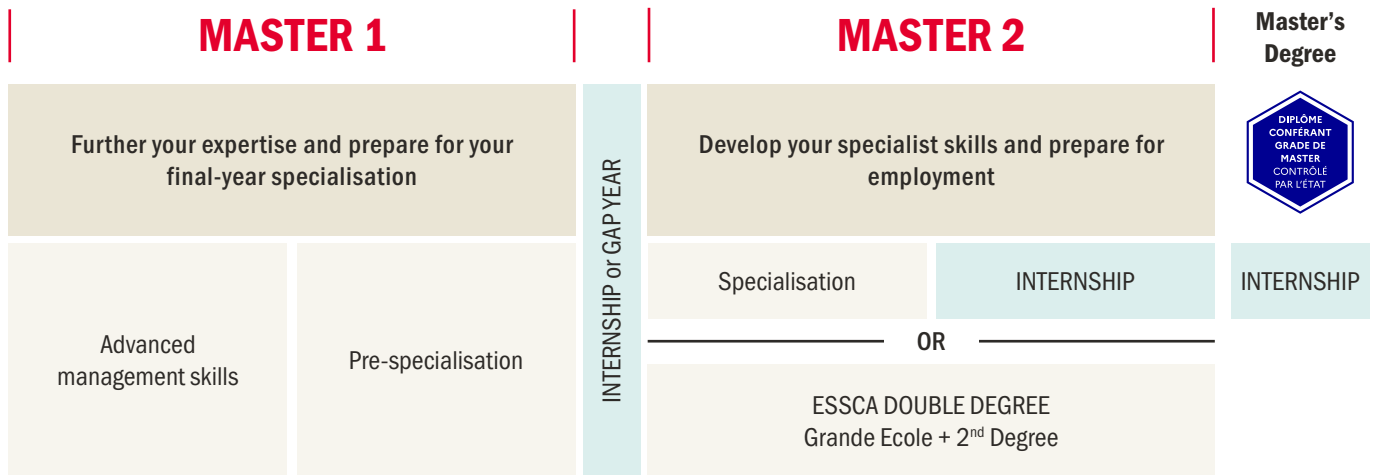 MASTER 1
MASTER 2
Master's
Degree
Further your expertise and prepare for your
final-year specialisation
INTERNSHIP or GAP YEAR
Develop your specialist skills and prepare for
employment
DIPLÔME
CONFÉRANT
GRADE DE
MASTER
CONTRÔLÉ
PAR L'ÉTAT
Advanced
management skills
Pre-specialisation
Specialisation
INTERNSHIP
INTERNSHIP
OR
ESSCA DOUBLE DEGREE
Grande Ecole + 2nd Degree